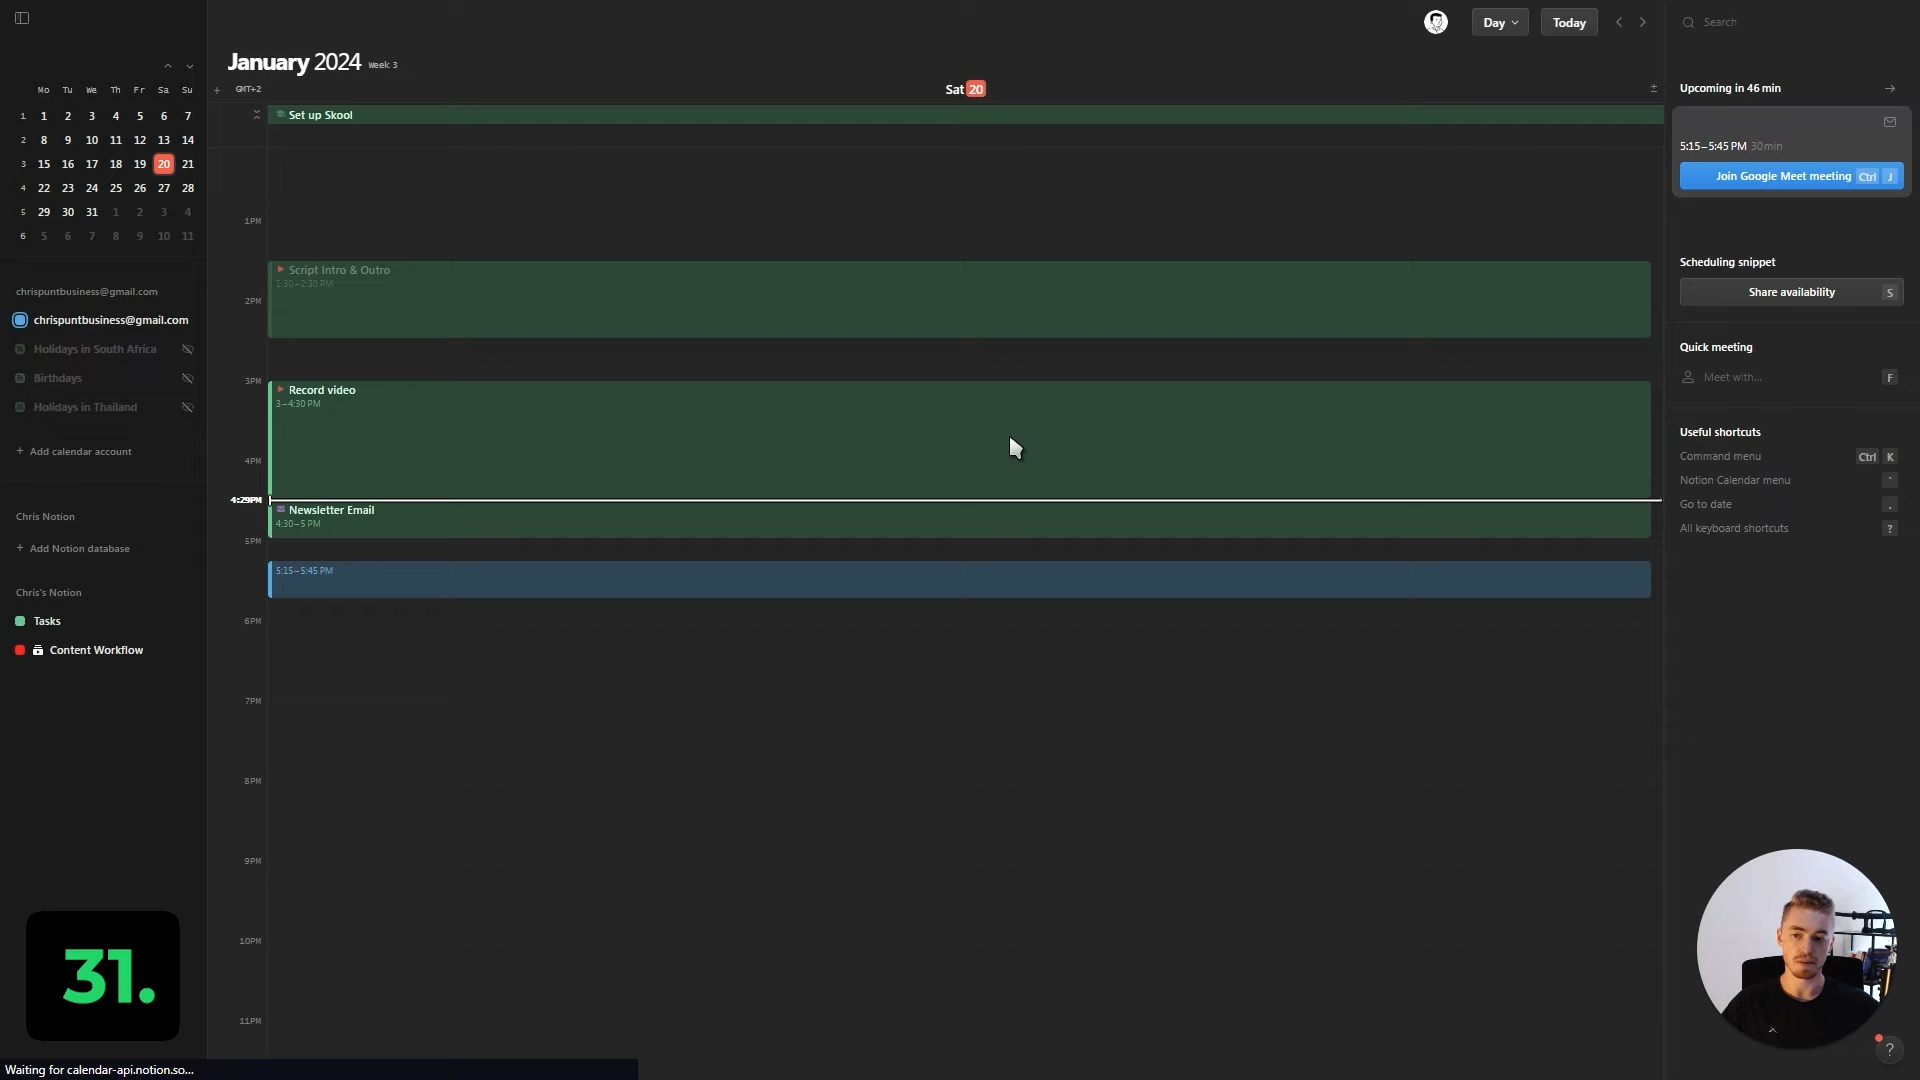 January 2024 Week 3
Day
Today
Search
Mo Tu We Th Fr Sa Su
1 1 2 3 4 5 6 7
2 8 9 10 11 12 13 14
3 15 16 17 18 19 20 21
4 22 23 24 25 26 27 28
5 29 30 31 1 2 3 4
6 5 6 7 8 9 10 11
chrispuntbusiness@gmail.com
chrispuntbusiness@gmail.com
Holidays in South Africa
Birthdays
Holidays in Thailand
+ Add calendar account
Chris Notion
+ Add Notion database
Chris's Notion
Tasks
Content Workflow
31.
Waiting for calendar-api.notion.so...
+ GMT+2
Sat 20
Set up Skool
1PM
Script Intro & Outro
1:30–2:30 PM
2PM
3PM
Record video
3–4:30 PM
4PM
4:29PM
Newsletter Email
4:30–5 PM
5PM
5:15–5:45 PM
6PM
7PM
8PM
9PM
10PM
11PM
Upcoming in 46 min
5:15–5:45 PM 30min
Join Google Meet meeting Ctrl J
Scheduling snippet
Share availability S
Quick meeting
Meet with... F
Useful shortcuts
Command menu Ctrl K
Notion Calendar menu `
Go to date .
All keyboard shortcuts ?
?